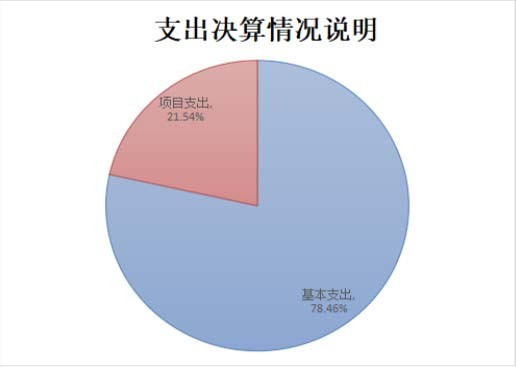 支出决算情况说明
项目支出,
21.54%
基本支出,
78.46%